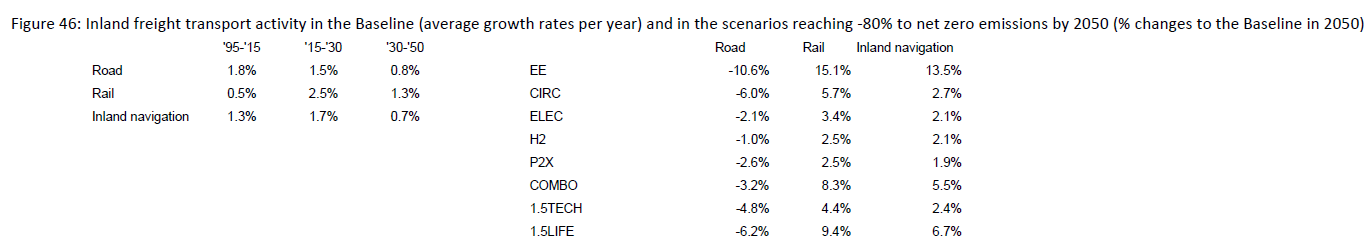 Figure 46: Inland freight transport activity in the Baseline (average growth rates per year) and in the scenarios reaching -80% to net zero emissions by 2050 (% changes to the Baseline in 2050)
'95-'15 '15-'30 '30-'50 Road Rail Inland navigation
Road 1.8% 1.5% 0.8% EE -10.6% 15.1% 13.5%
Rail 0.5% 2.5% 1.3% CIRC -6.0% 5.7% 2.7%
Inland navigation 1.3% 1.7% 0.7% ELEC -2.1% 3.4% 2.1%
H2 -1.0% 2.5% 2.1%
P2X -2.6% 2.5% 1.9%
COMBO -3.2% 8.3% 5.5%
1.5TECH -4.8% 4.4% 2.4%
1.5LIFE -6.2% 9.4% 6.7%